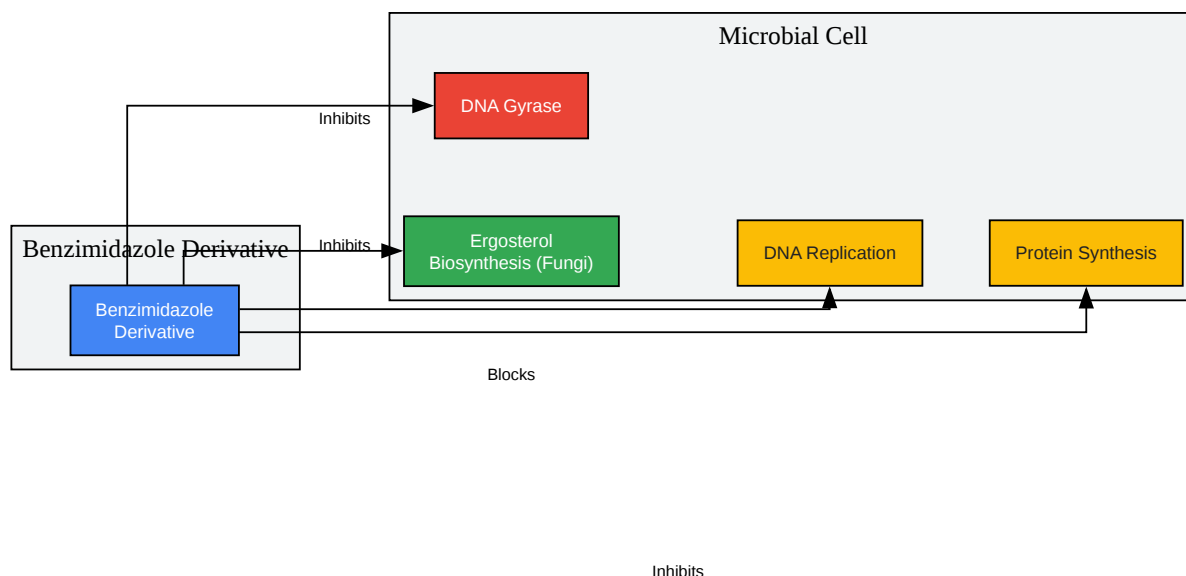 Microbial Cell
DNA Gyrase
Inhibits
Benzimidazole Derivative
Inhibits
Ergosterol
Biosynthesis (Fungi)
DNA Replication
Protein Synthesis
Benzimidazole
Derivative
Blocks
Inhibits